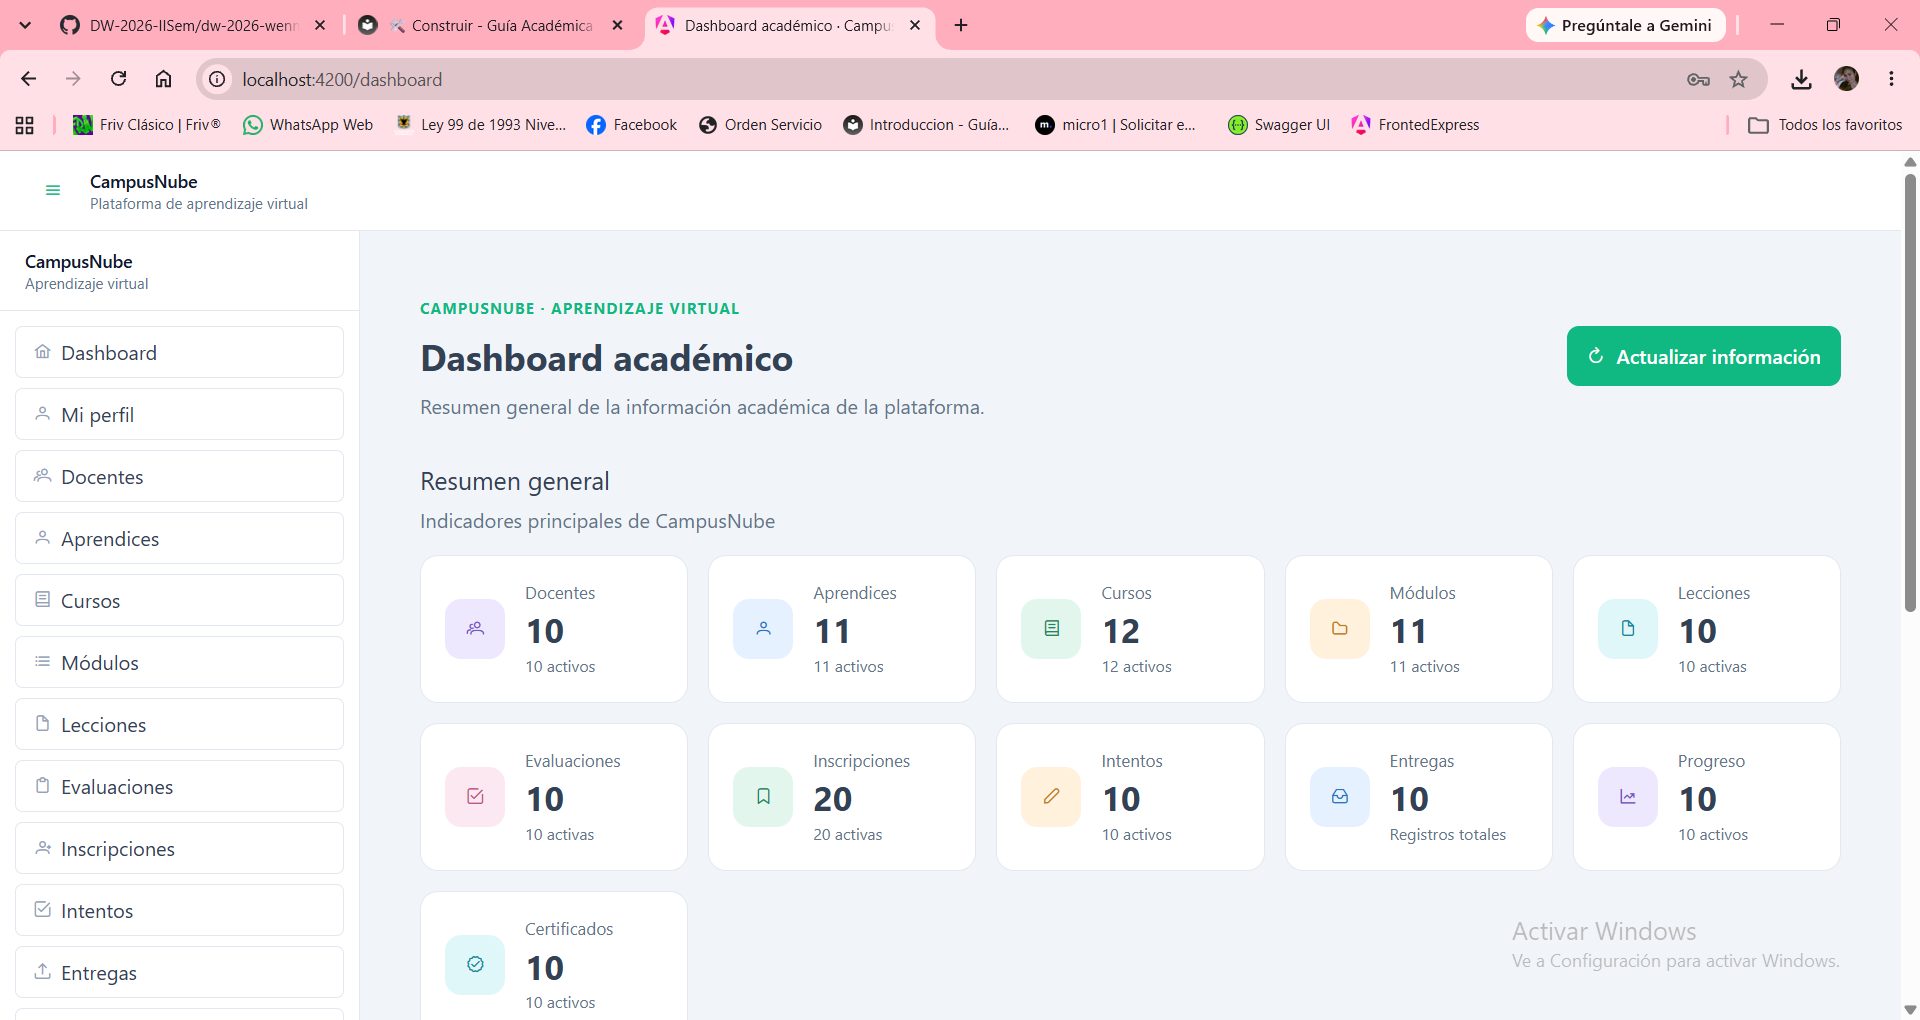 DW-2026-IISem/dw-2026-wenn
Construir - Guía Académica
Dashboard académico · Campus
Pregúntale a Gemini
localhost:4200/dashboard
Friv Clásico | Friv®
WhatsApp Web
Ley 99 de 1993 Nive...
Facebook
Orden Servicio
Introduccion - Guía...
micro1 | Solicitar e...
Swagger UI
FrontedExpress
Todos los favoritos
CampusNube
Plataforma de aprendizaje virtual
CampusNube
Aprendizaje virtual
Dashboard
Mi perfil
Docentes
Aprendices
Cursos
Módulos
Lecciones
Evaluaciones
Inscripciones
Intentos
Entregas
CAMPUSNUBE · APRENDIZAJE VIRTUAL
Dashboard académico
Resumen general de la información académica de la plataforma.
Actualizar información
Resumen general
Indicadores principales de CampusNube
Docentes
10
10 activos
Aprendices
11
11 activos
Cursos
12
12 activos
Módulos
11
11 activos
Lecciones
10
10 activas
Evaluaciones
10
10 activas
Inscripciones
20
20 activas
Intentos
10
10 activos
Entregas
10
Registros totales
Progreso
10
10 activos
Certificados
10
10 activos
Activar Windows
Ve a Configuración para activar Windows.